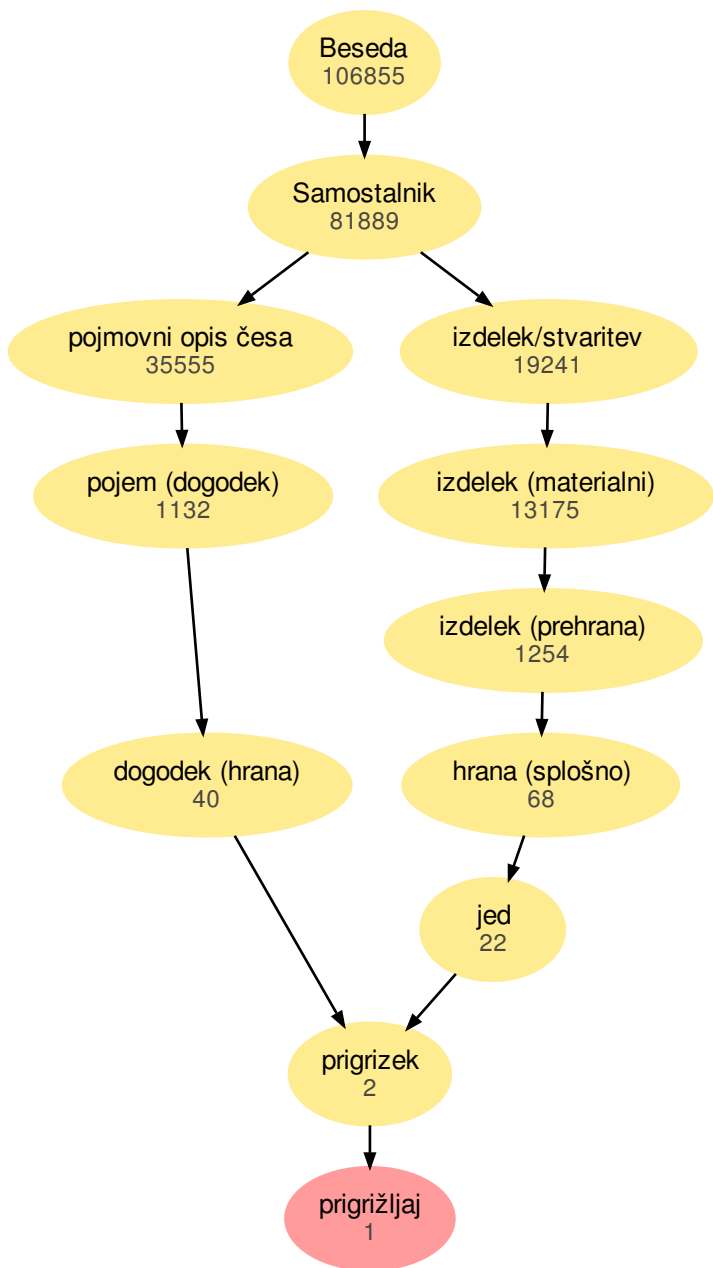 Beseda
106855
Samostalnik
81889
pojmovni opis česa
35555
izdelek/stvaritev
19241
pojem (dogodek)
1132
izdelek (materialni)
13175
izdelek (prehrana)
1254
dogodek (hrana)
40
hrana (splošno)
68
jed
22
prigrizek
2
prigrižljaj
1